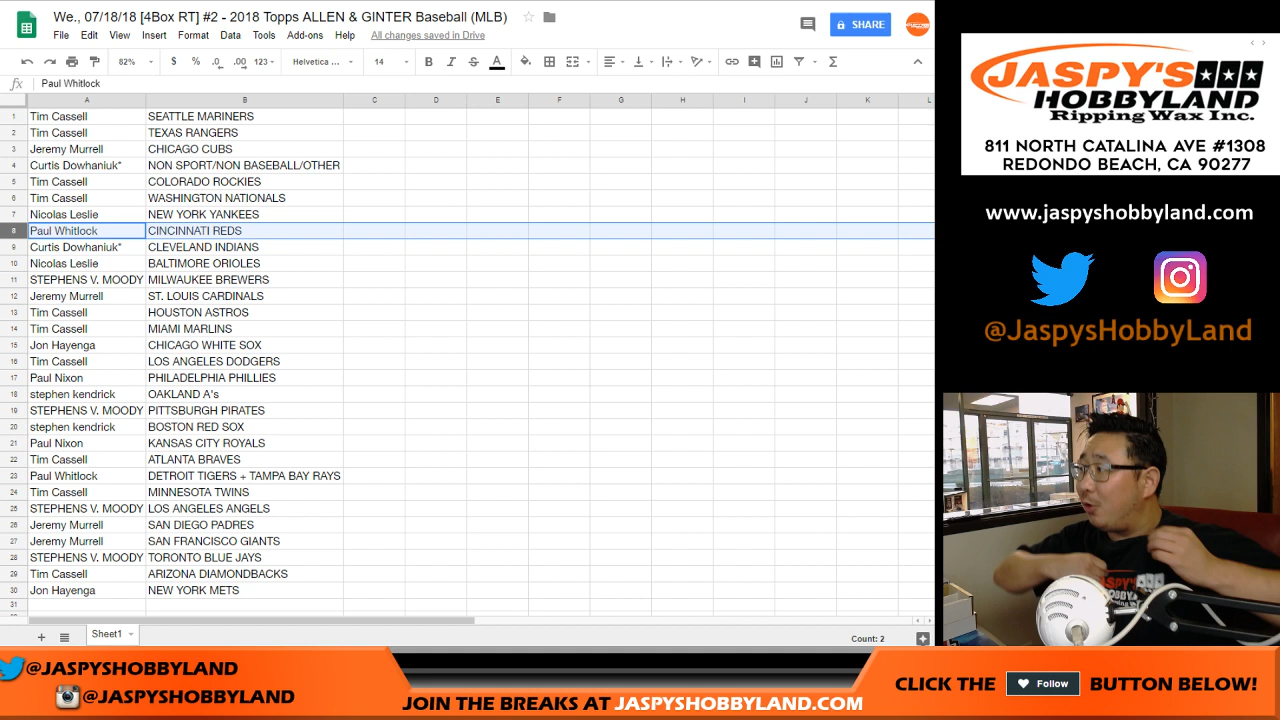 We., 07/18/18 [4Box RT] #2 - 2018 Topps ALLEN & GINTER Baseball (MLB)
File Edit View Insert Format Data Tools Add-ons Help All changes saved in Drive
SHARE
82% $ % .0 .00 123 Helvetica ... 14 B I S A
fx Paul Whitlock
A B C D E F G H I J K L
1 Tim Cassell SEATTLE MARINERS
2 Tim Cassell TEXAS RANGERS
3 Jeremy Murrell CHICAGO CUBS
4 Curtis Dowhaniuk* NON SPORT/NON BASEBALL/OTHER
5 Tim Cassell COLORADO ROCKIES
6 Tim Cassell WASHINGTON NATIONALS
7 Nicolas Leslie NEW YORK YANKEES
8 Paul Whitlock CINCINNATI REDS
9 Curtis Dowhaniuk* CLEVELAND INDIANS
10 Nicolas Leslie BALTIMORE ORIOLES
11 STEPHENS V. MOODY MILWAUKEE BREWERS
12 Jeremy Murrell ST. LOUIS CARDINALS
13 Tim Cassell HOUSTON ASTROS
14 Tim Cassell MIAMI MARLINS
15 Jon Hayenga CHICAGO WHITE SOX
16 Tim Cassell LOS ANGELES DODGERS
17 Paul Nixon PHILADELPHIA PHILLIES
18 stephen kendrick OAKLAND A's
19 STEPHENS V. MOODY PITTSBURGH PIRATES
20 stephen kendrick BOSTON RED SOX
21 Paul Nixon KANSAS CITY ROYALS
22 Tim Cassell ATLANTA BRAVES
23 Paul Whitlock DETROIT TIGERS + TAMPA BAY RAYS
24 Tim Cassell MINNESOTA TWINS
25 STEPHENS V. MOODY LOS ANGELES ANGELS
26 Jeremy Murrell SAN DIEGO PADRES
27 Jeremy Murrell SAN FRANCISCO GIANTS
28 STEPHENS V. MOODY TORONTO BLUE JAYS
29 Tim Cassell ARIZONA DIAMONDBACKS
30 Jon Hayenga NEW YORK METS
31
Sheet1
Count: 2
JASPY'S
HOBBYLAND
Ripping Wax Inc.
811 NORTH CATALINA AVE #1308
REDONDO BEACH, CA 90277
www.jaspyshobbyland.com
@JaspysHobbyLand
JASPY'S
HOBBYLAND
@JASPYSHOBBYLAND
@JASPYSHOBBYLAND
JOIN THE BREAKS AT JASPYSHOBBYLAND.COM
CLICK THE Follow BUTTON BELOW!